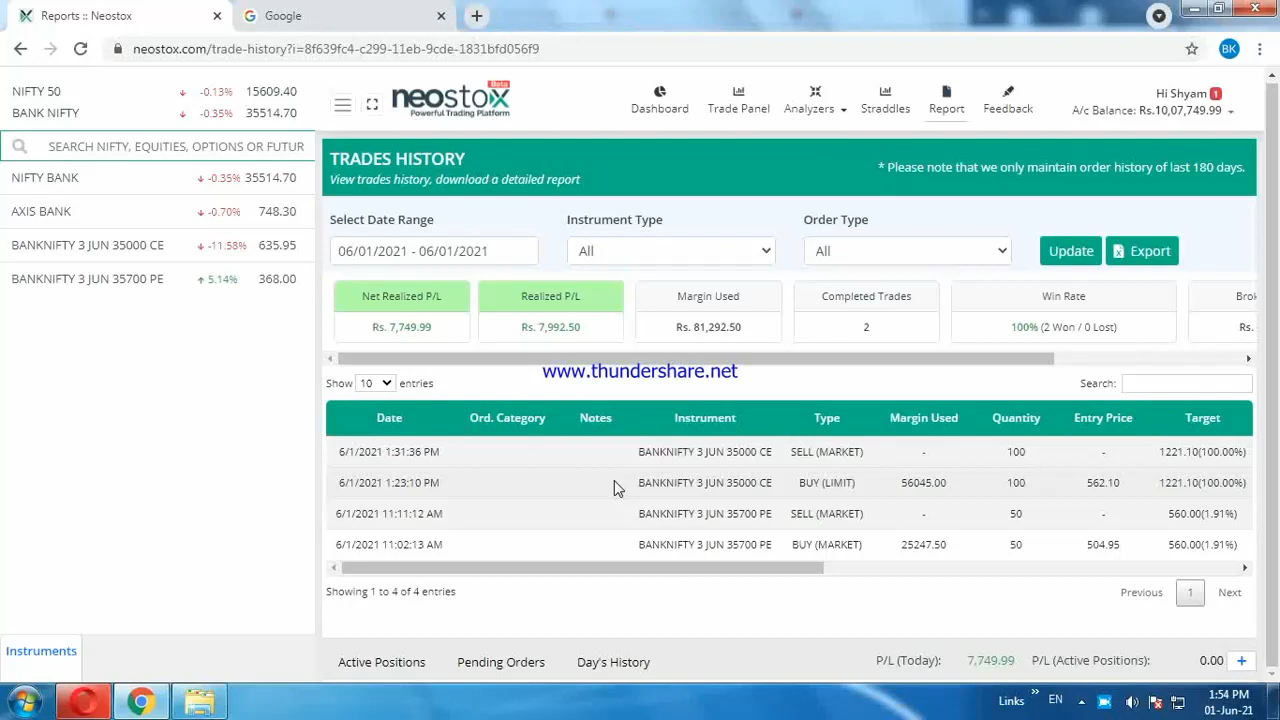 Reports :: Neostox
Google
neostox.com/trade-history?i=8f639fc4-c299-11eb-9cde-1831bfd056f9
BK
NIFTY 50 -0.13% 15609.40
BANK NIFTY -0.35% 35514.70
SEARCH NIFTY, EQUITIES, OPTIONS OR FUTUR
NIFTY BANK -0.35% 35514.70
AXIS BANK -0.70% 748.30
BANKNIFTY 3 JUN 35000 CE -11.58% 635.95
BANKNIFTY 3 JUN 35700 PE 5.14% 368.00
Instruments
neostox Beta
Powerful Trading Platform
Dashboard Trade Panel Analyzers Straddles Report Feedback
Hi Shyam 1
A/c Balance: Rs.10,07,749.99
TRADES HISTORY
View trades history, download a detailed report
* Please note that we only maintain order history of last 180 days.
Select Date Range Instrument Type Order Type
06/01/2021 - 06/01/2021 All All Update Export
Net Realized P/L Realized P/L Margin Used Completed Trades Win Rate Brok
Rs. 7,749.99 Rs. 7,992.50 Rs. 81,292.50 2 100% (2 Won / 0 Lost) Rs.
www.thundershare.net
Show 10 entries Search:
Date Ord. Category Notes Instrument Type Margin Used Quantity Entry Price Target
6/1/2021 1:31:36 PM BANKNIFTY 3 JUN 35000 CE SELL (MARKET) - 100 - 1221.10(100.00%)
6/1/2021 1:23:10 PM BANKNIFTY 3 JUN 35000 CE BUY (LIMIT) 56045.00 100 562.10 1221.10(100.00%)
6/1/2021 11:11:12 AM BANKNIFTY 3 JUN 35700 PE SELL (MARKET) - 50 - 560.00(1.91%)
6/1/2021 11:02:13 AM BANKNIFTY 3 JUN 35700 PE BUY (MARKET) 25247.50 50 504.95 560.00(1.91%)
Showing 1 to 4 of 4 entries Previous 1 Next
Active Positions Pending Orders Day's History P/L (Today): 7,749.99 P/L (Active Positions): 0.00 +
Links » EN 1:54 PM
01-Jun-21